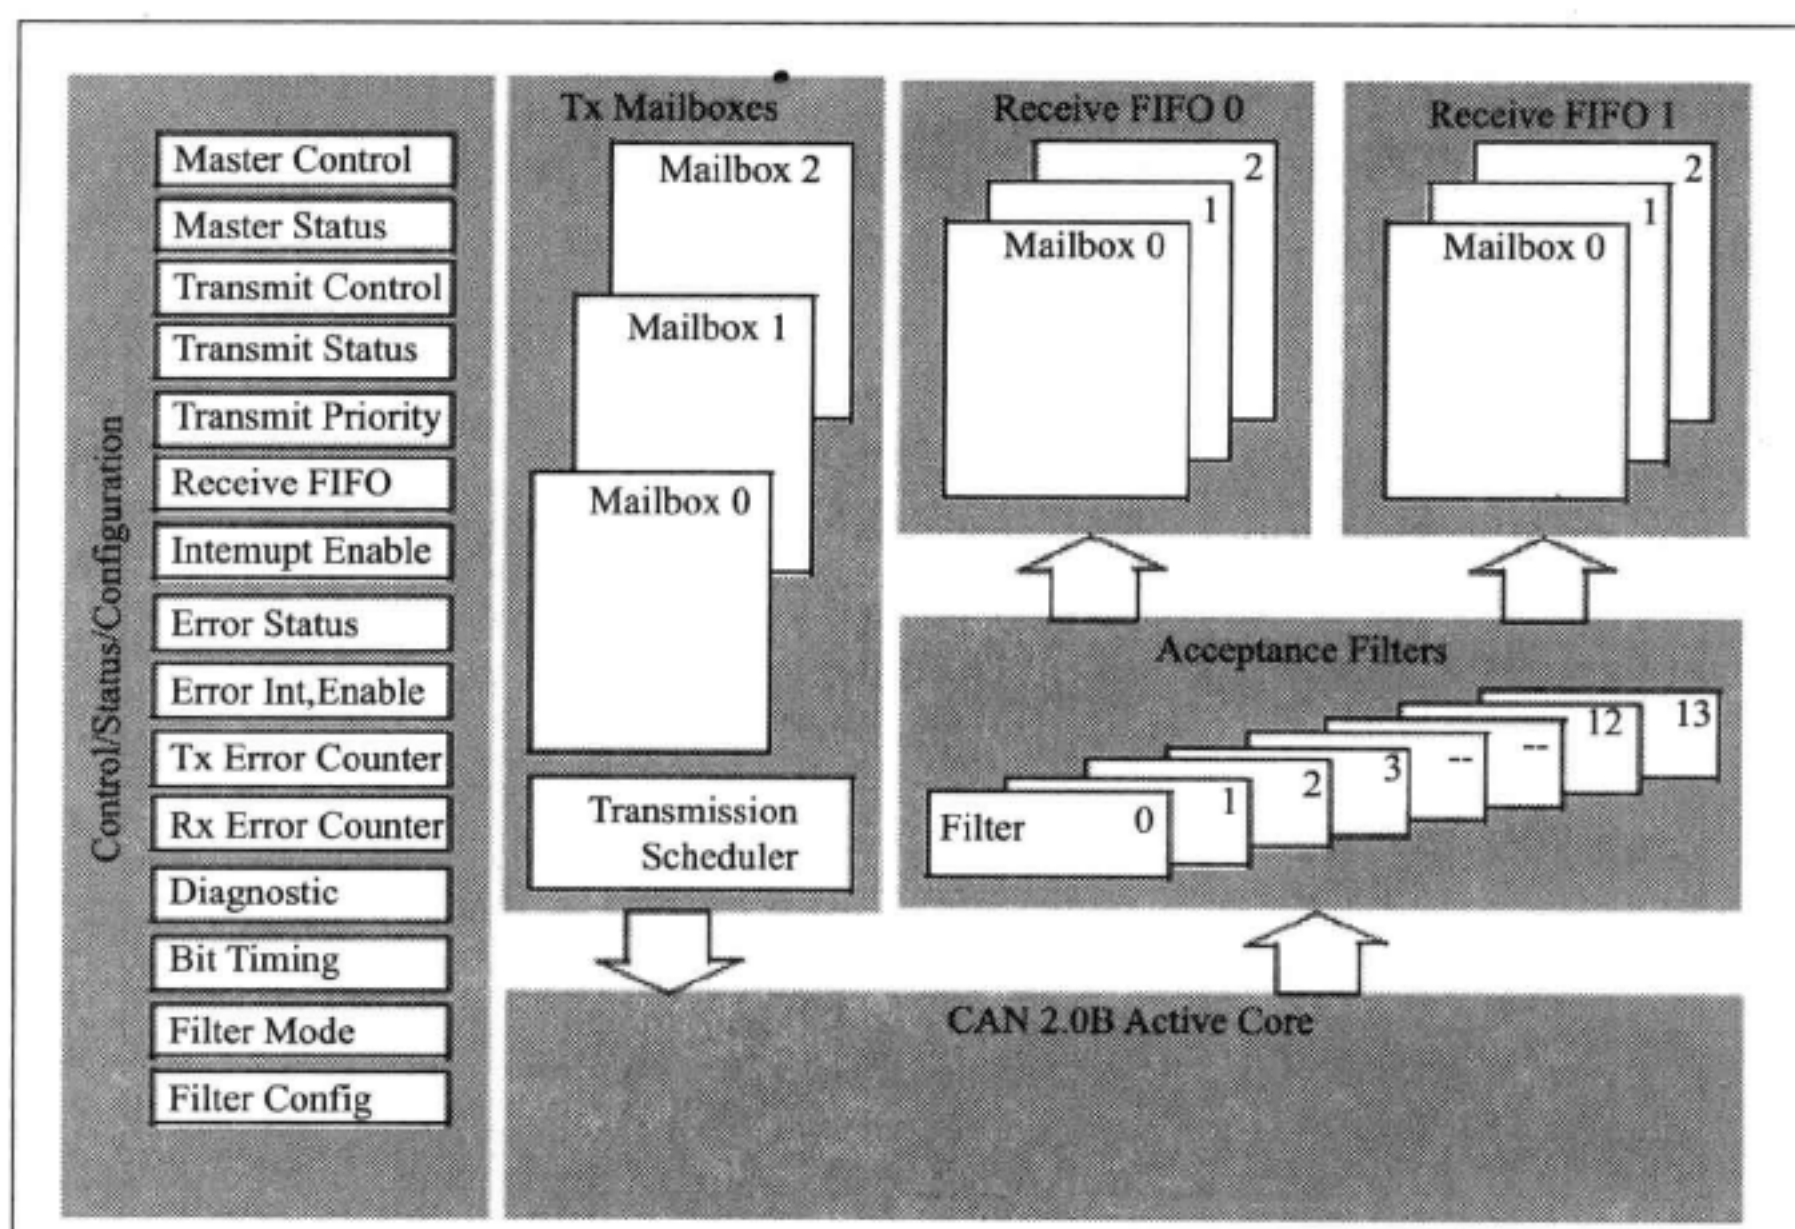 Control/Status/Configuration
Master Control
Master Status
Transmit Control
Transmit Status
Transmit Priority
Receive FIFO
Intemupt Enable
Error Status
Error Int,Enable
Tx Error Counter
Rx Error Counter
Diagnostic
Bit Timing
Filter Mode
Filter Config
Tx Mailboxes
Mailbox 2
Mailbox 1
Mailbox 0
Transmission
Scheduler
Receive FIFO 0
2
1
Mailbox 0
Receive FIFO 1
2
1
Mailbox 0
Acceptance Filters
Filter 0 1 2 3 -- -- 12 13
CAN 2.0B Active Core